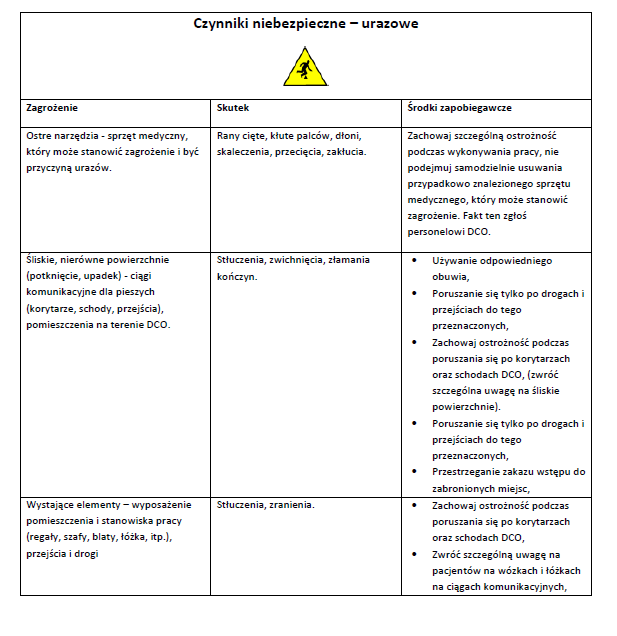 Czynniki niebezpieczne – urazowe
Zagrożenie
Skutek
Środki zapobiegawcze
Ostre narzędzia - sprzęt medyczny,
który może stanowić zagrożenie i być
przyczyną urazów.
Rany cięte, kłute palców, dłoni,
skaleczenia, przecięcia, zakłucia.
Zachowaj szczególną ostrożność
podczas wykonywania pracy, nie
podejmuj samodzielnie usuwania
przypadkowo znalezionego sprzętu
medycznego, który może stanowić
zagrożenie. Fakt ten zgłoś
personelowi DCO.
Śliskie, nierówne powierzchnie
(potknięcie, upadek) - ciągi
komunikacyjne dla pieszych
(korytarze, schody, przejścia),
pomieszczenia na terenie DCO.
Stłuczenia, zwichnięcia, złamania
kończyn.
• Używanie odpowiedniego
obuwia,
• Poruszanie się tylko po drogach i
przejściach do tego
przeznaczonych,
• Zachowaj ostrożność podczas
poruszania się po korytarzach
oraz schodach DCO, (zwróć
szczególna uwagę na śliskie
powierzchnie).
• Poruszanie się tylko po drogach i
przejściach do tego
przeznaczonych,
• Przestrzeganie zakazu wstępu do
zabronionych miejsc,
Wystające elementy – wyposażenie
pomieszczenia i stanowiska pracy
(regały, szafy, blaty, łóżka, itp.),
przejścia i drogi
Stłuczenia, zranienia.
• Zachowaj ostrożność podczas
poruszania się po korytarzach
oraz schodach DCO,
• Zwróć szczególną uwagę na
pacjentów na wózkach i łóżkach
na ciągach komunikacyjnych,